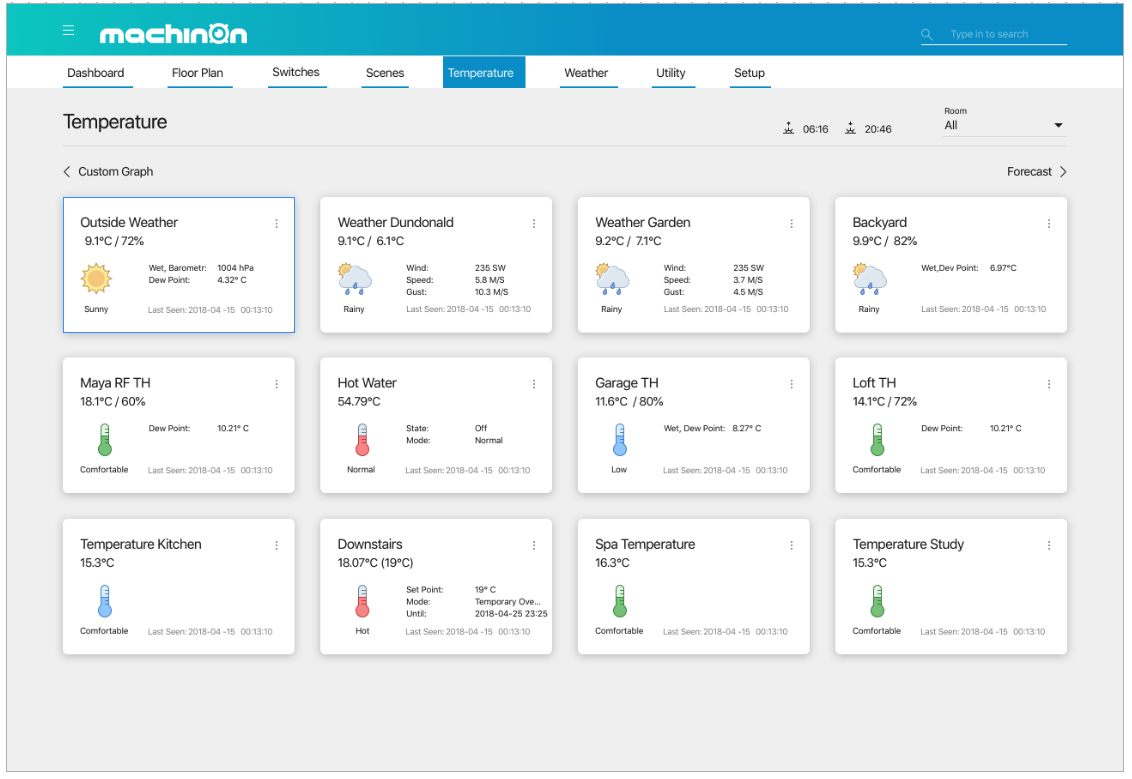 machinOn
Type in to search
Dashboard Floor Plan Switches Scenes Temperature Weather Utility Setup
Temperature
06:16 20:46
Room
All
Custom Graph
Forecast
Outside Weather
9.1°C / 72%
Wet, Barometr: 1004 hPa
Dew Point: 4.32° C
Sunny
Last Seen: 2018-04 -15 00:13:10
Weather Dundonald
9.1°C / 6.1°C
Wind: 235 SW
Speed: 5.8 M/S
Gust: 10.3 M/S
Rainy
Last Seen: 2018-04 -15 00:13:10
Weather Garden
9.2°C / 7.1°C
Wind: 235 SW
Speed: 3.7 M/S
Gust: 4.5 M/S
Rainy
Last Seen: 2018-04 -15 00:13:10
Backyard
9.9°C / 82%
Wet,Dev Point: 6.97°C
Rainy
Last Seen: 2018-04 -15 00:13:10
Maya RF TH
18.1°C / 60%
Dew Point: 10.21° C
Comfortable
Last Seen: 2018-04 -15 00:13:10
Hot Water
54.79°C
State: Off
Mode: Normal
Normal
Last Seen: 2018-04 -15 00:13:10
Garage TH
11.6°C / 80%
Wet, Dew Point: 8.27° C
Low
Last Seen: 2018-04 -15 00:13:10
Loft TH
14.1°C / 72%
Dew Point: 10.21° C
Comfortable
Last Seen: 2018-04 -15 00:13:10
Temperature Kitchen
15.3°C
Comfortable
Last Seen: 2018-04 -15 00:13:10
Downstairs
18.07°C (19°C)
Set Point: 19° C
Mode: Temporary Ove...
Until: 2018-04-25 23:25
Hot
Last Seen: 2018-04 -15 00:13:10
Spa Temperature
16.3°C
Comfortable
Last Seen: 2018-04 -15 00:13:10
Temperature Study
15.3°C
Comfortable
Last Seen: 2018-04 -15 00:13:10